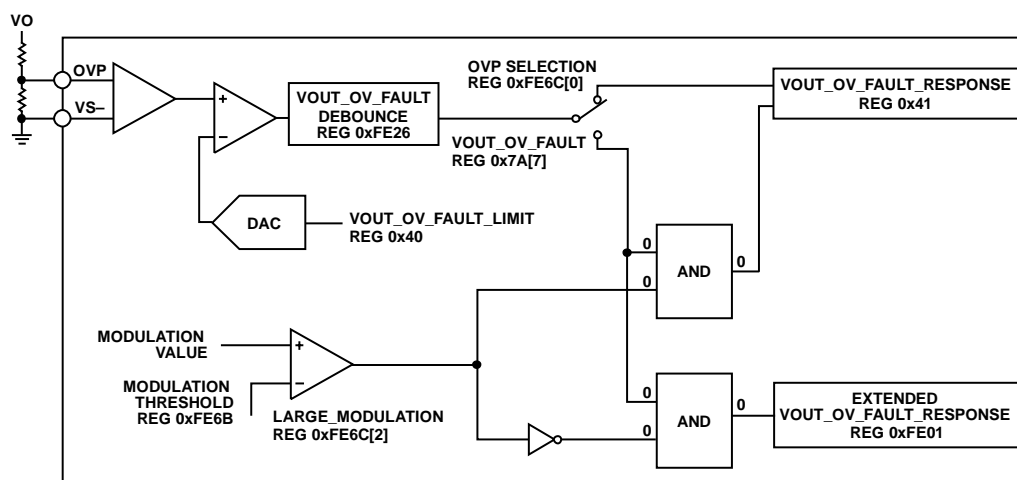 VO
OVP
VS–
+
–
VOUT_OV_FAULT
DEBOUNCE
REG 0xFE26
OVP SELECTION
REG 0xFE6C[0]
VOUT_OV_FAULT
REG 0x7A[7]
VOUT_OV_FAULT_RESPONSE
REG 0x41
DAC
VOUT_OV_FAULT_LIMIT
REG 0x40
0
0
AND
0
MODULATION
VALUE
+
–
MODULATION
THRESHOLD
REG 0xFE6B
LARGE_MODULATION
REG 0xFE6C[2]
0
0
AND
0
EXTENDED
VOUT_OV_FAULT_RESPONSE
REG 0xFE01